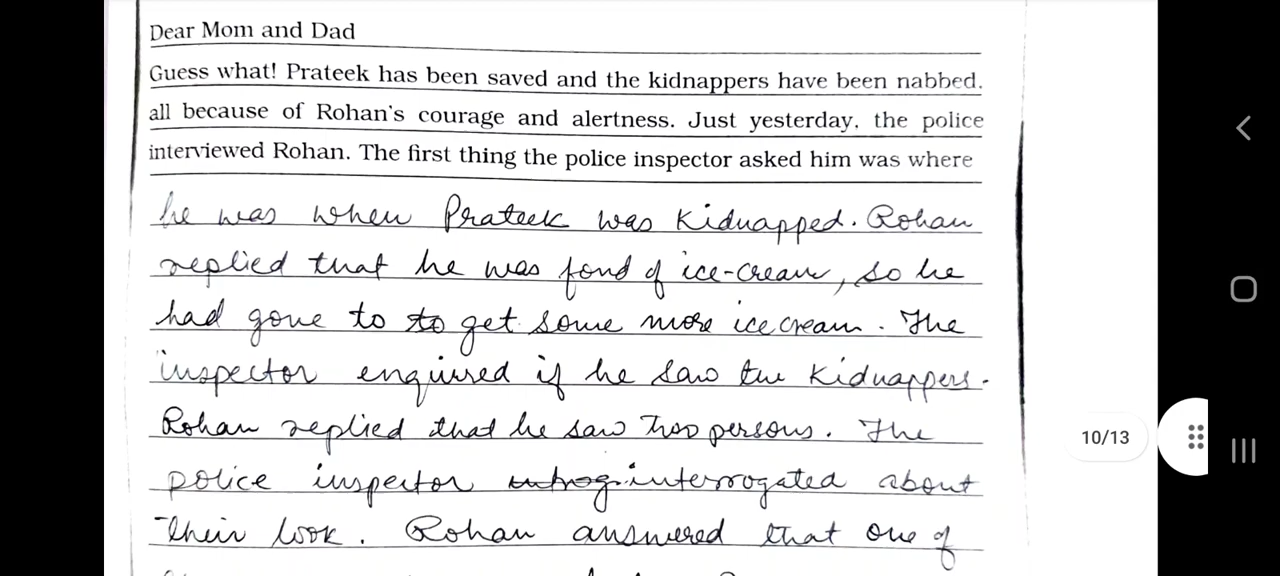 Dear Mom and Dad
Guess what! Prateek has been saved and the kidnappers have been nabbed,
all because of Rohan's courage and alertness. Just yesterday, the police
interviewed Rohan. The first thing the police inspector asked him was where
he was when Prateek was kidnapped. Rohan
replied that he was fond of ice-cream, so he
had gone to to get some more ice cream. The
inspector enquired if he saw the kidnappers.
Rohan replied that he saw two persons. The
police inspector interrogated about
their look. Rohan answered that one of
10/13